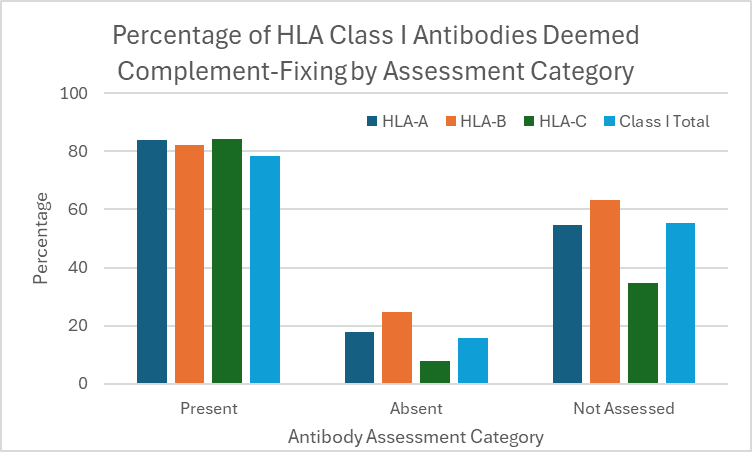 Percentage of HLA Class I Antibodies Deemed
Complement-Fixing by Assessment Category
100
HLA-A HLA-B HLA-C Class I Total
80
60
40
20
0
Percentage
Present Absent Not Assessed
Antibody Assessment Category